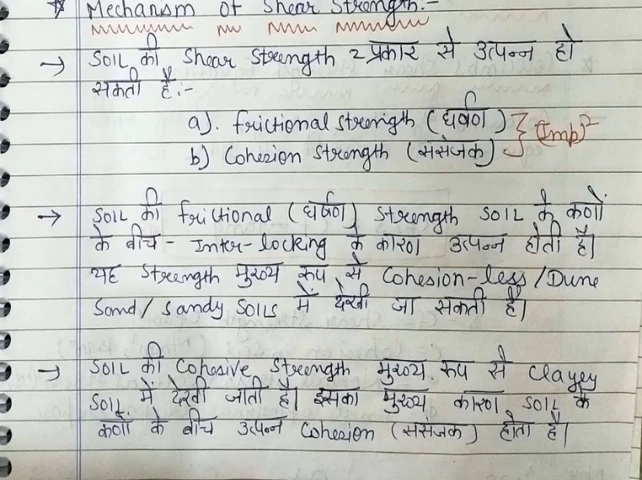 * Mechanism of Shear Strength:-
→ SOIL की Shear Strength 2 प्रकार से उत्पन्न हो
सकती है:-
a). frictional strength (घर्षण)
b) Cohesion Strength (संसंजक) } (Imp)²
→ SOIL की frictional (घर्षण) Strength SOIL के कणों
के बीच - Inter-locking के कारण उत्पन्न होती है।
यह Strength मुख्य रूप से Cohesion-less/Dune
Sand/Sandy Soils में देखी जा सकती है।
→ SOIL की Cohesive Strength मुख्य रूप से clayey
SOIL में देखी जाती है। इसका मुख्य कारण SOIL के
कणों के बीच उत्पन्न Cohesion (संसंजक) होता है।